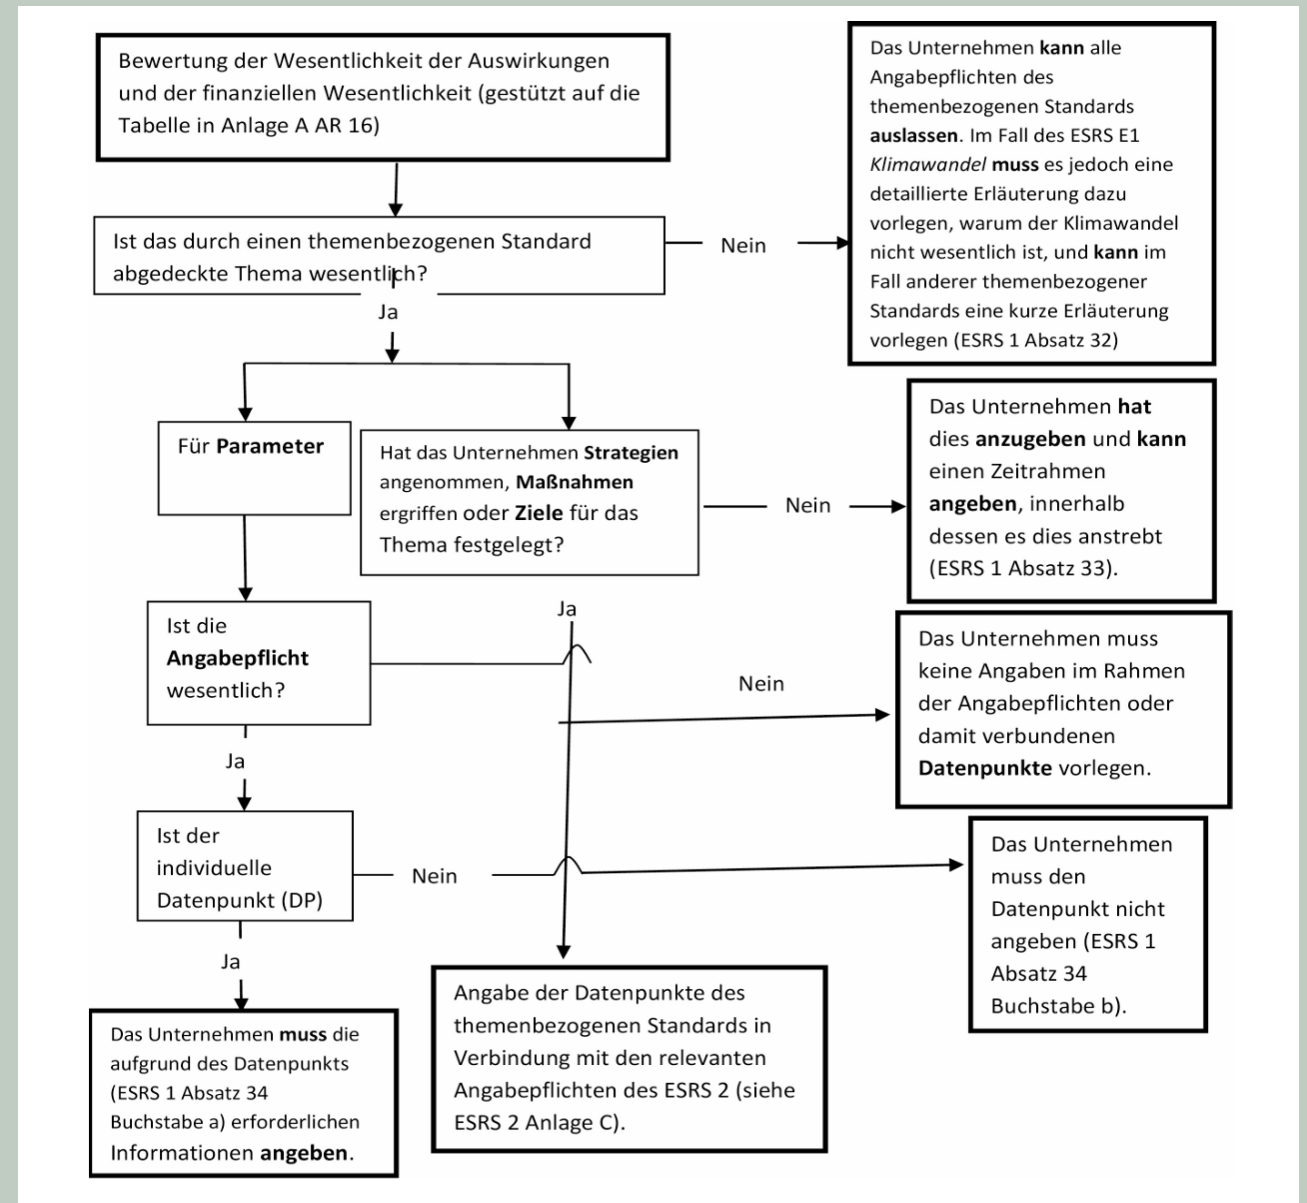 Bewertung der Wesentlichkeit der Auswirkungen
und der finanziellen Wesentlichkeit (gestützt auf die
Tabelle in Anlage A AR 16)
Das Unternehmen kann alle
Angabepflichten des
themenbezogenen Standards
auslassen. Im Fall des ESRS E1
Klimawandel muss es jedoch eine
detaillierte Erläuterung dazu
vorlegen, warum der Klimawandel
nicht wesentlich ist, und kann im
Fall anderer themenbezogener
Standards eine kurze Erläuterung
vorlegen (ESRS 1 Absatz 32)
Ist das durch einen themenbezogenen Standard
abgedeckte Thema wesentlich?
Nein
Ja
Für Parameter
Hat das Unternehmen Strategien
angenommen, Maßnahmen
ergriffen oder Ziele für das
Thema festgelegt?
Nein
Das Unternehmen hat
dies anzugeben und kann
einen Zeitrahmen
angeben, innerhalb
dessen es dies anstrebt
(ESRS 1 Absatz 33).
Ist die
Angabepflicht
wesentlich?
Ja
Nein
Das Unternehmen muss
keine Angaben im Rahmen
der Angabepflichten oder
damit verbundenen
Datenpunkte vorlegen.
Ja
Ist der
individuelle
Datenpunkt (DP)
Nein
Das Unternehmen
muss den
Datenpunkt nicht
angeben (ESRS 1
Absatz 34
Buchstabe b).
Ja
Das Unternehmen muss die
aufgrund des Datenpunkts
(ESRS 1 Absatz 34
Buchstabe a) erforderlichen
Informationen angeben.
Angabe der Datenpunkte des
themenbezogenen Standards in
Verbindung mit den relevanten
Angabepflichten des ESRS 2 (siehe
ESRS 2 Anlage C).